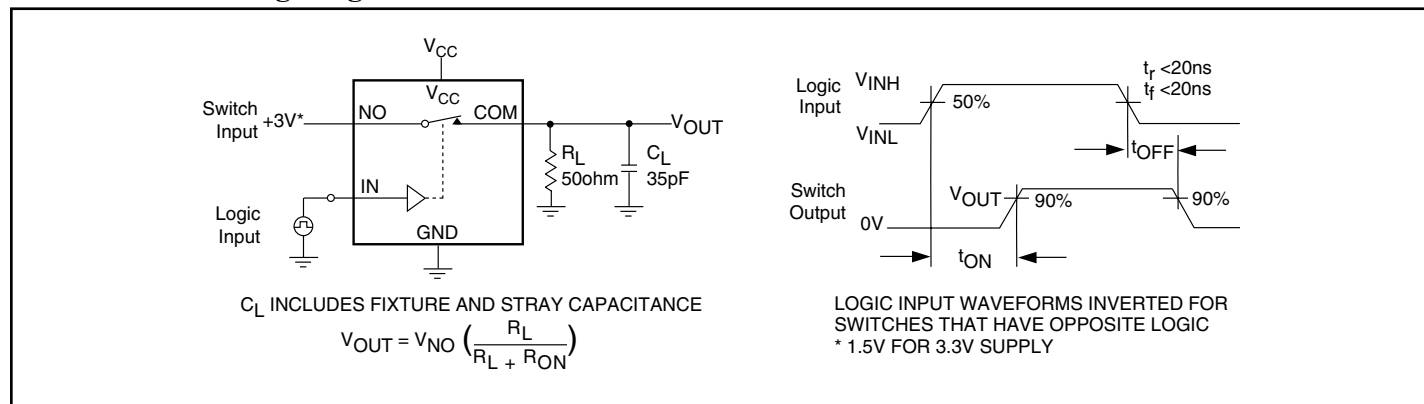 VCC
VCC
Switch Input
+3V*
NO
COM
VOUT
RL
50ohm
CL
35pF
IN
Logic Input
GND
CL INCLUDES FIXTURE AND STRAY CAPACITANCE
VOUT = VNO (RL / RL + RON)
Logic Input
VINH
VINL
50%
tr <20ns
tf <20ns
tOFF
Switch Output
VOUT
0V
90%
90%
tON
LOGIC INPUT WAVEFORMS INVERTED FOR
SWITCHES THAT HAVE OPPOSITE LOGIC
* 1.5V FOR 3.3V SUPPLY